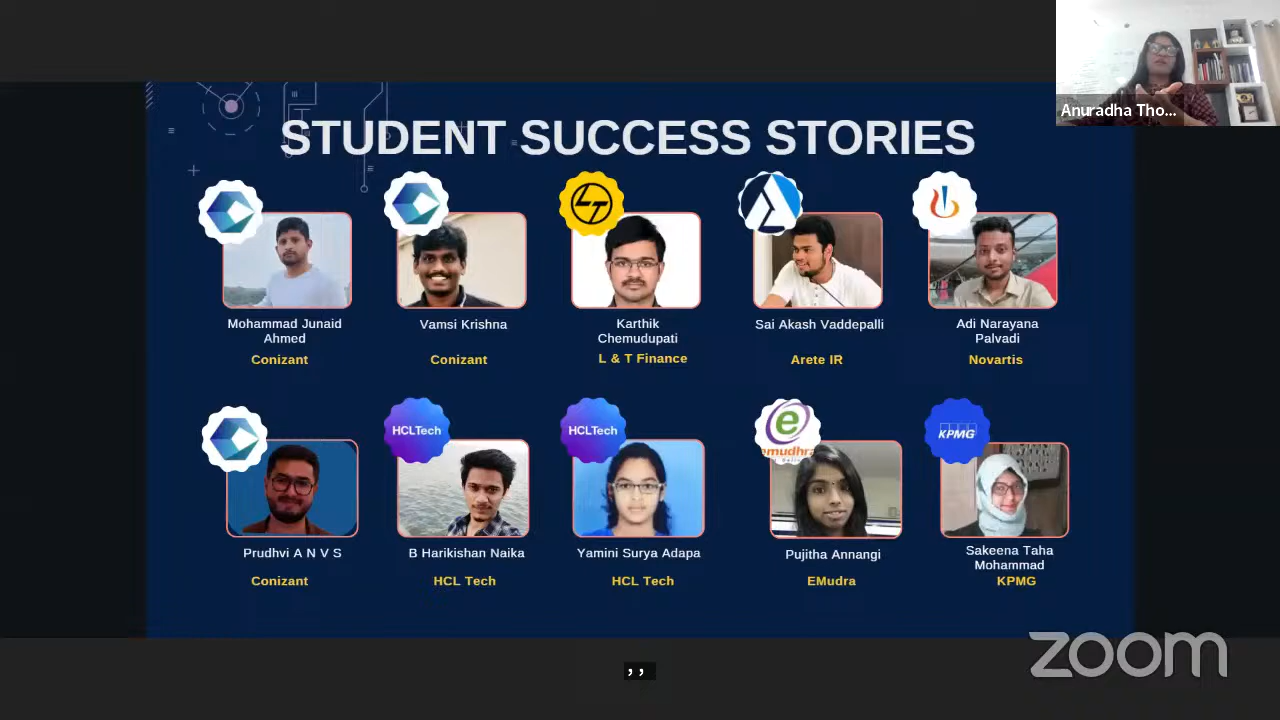 Anuradha Tho...
STUDENT SUCCESS STORIES
HCLTech
HCLTech
e
emudhra
KPMG
LT
Mohammad Junaid
Ahmed
Conizant
Vamsi Krishna
Conizant
Karthik
Chemudupati
L & T Finance
Sai Akash Vaddepalli
Arete IR
Adi Narayana
Palvadi
Novartis
Prudhvi A N V S
Conizant
B Harikishan Naika
HCL Tech
Yamini Surya Adapa
HCL Tech
Pujitha Annangi
EMudra
Sakeena Taha
Mohammad
KPMG
,,
zoom